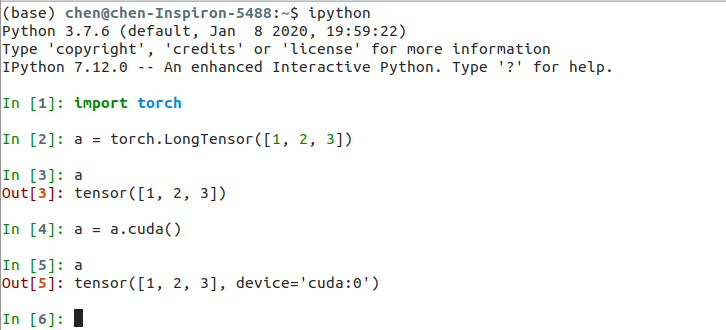 (base) chen@chen-Inspiron-5488:~$ ipython
Python 3.7.6 (default, Jan  8 2020, 19:59:22)
Type 'copyright', 'credits' or 'license' for more information
IPython 7.12.0 -- An enhanced Interactive Python. Type '?' for help.
In [1]: import torch
In [2]: a = torch.LongTensor([1, 2, 3])
In [3]: a
Out[3]: tensor([1, 2, 3])
In [4]: a = a.cuda()
In [5]: a
Out[5]: tensor([1, 2, 3], device='cuda:0')
In [6]: